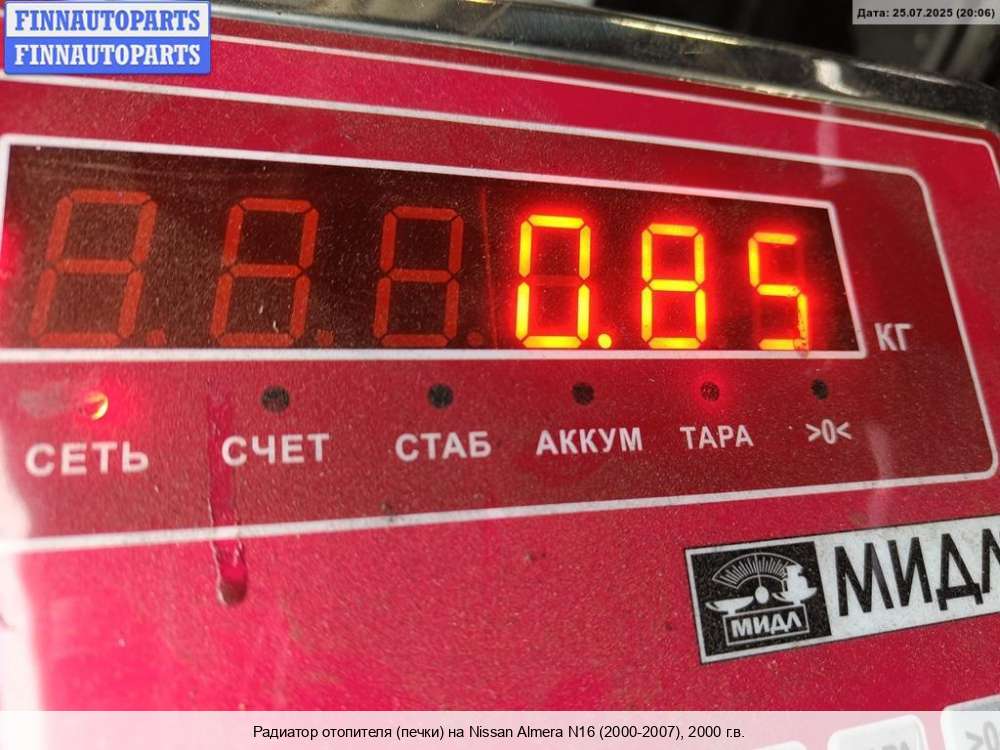 FINNAUTOPARTS
FINNAUTOPARTS
Дата: 25.07.2025 (20:06)
0.85
КГ
СЕТЬ СЧЕТ СТАБ АККУМ ТАРА >0<
МИДЛ
МИДЛ
>0
Радиатор отопителя (печки) на Nissan Almera N16 (2000-2007), 2000 г.в.